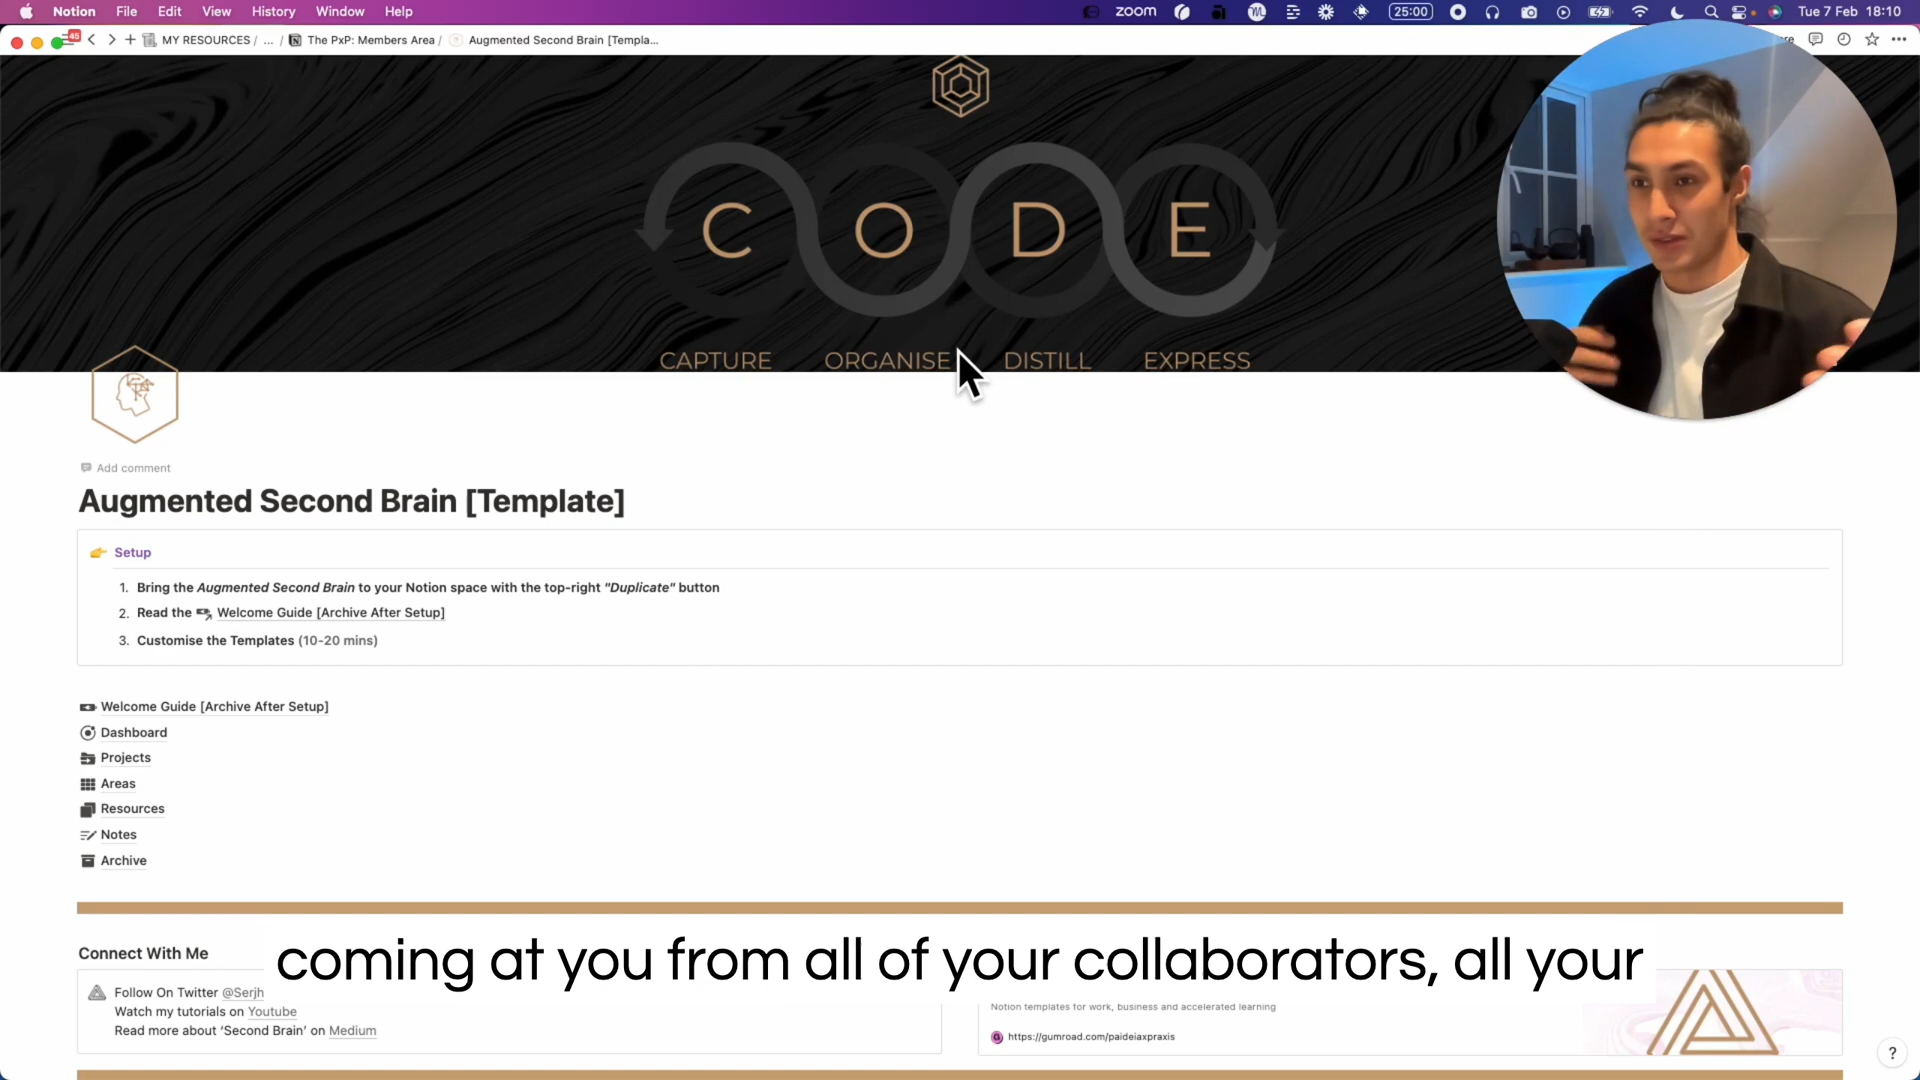 Notion File Edit View History Window Help zoom 25:00 Tue 7 Feb 18:10
45 MY RESOURCES / ... / The PxP: Members Area / Augmented Second Brain [Templa...
C O D E
CAPTURE ORGANISE DISTILL EXPRESS
Add comment
Augmented Second Brain [Template]
👉 Setup
1. Bring the Augmented Second Brain to your Notion space with the top-right "Duplicate" button
2. Read the Welcome Guide [Archive After Setup]
3. Customise the Templates (10-20 mins)
Welcome Guide [Archive After Setup]
Dashboard
Projects
Areas
Resources
Notes
Archive
Connect With Me
coming at you from all of your collaborators, all your
Follow On Twitter @Serjh
Watch my tutorials on Youtube
Read more about ‘Second Brain’ on Medium
Notion templates for work, business and accelerated learning
https://gumroad.com/paideiaxpraxis
?